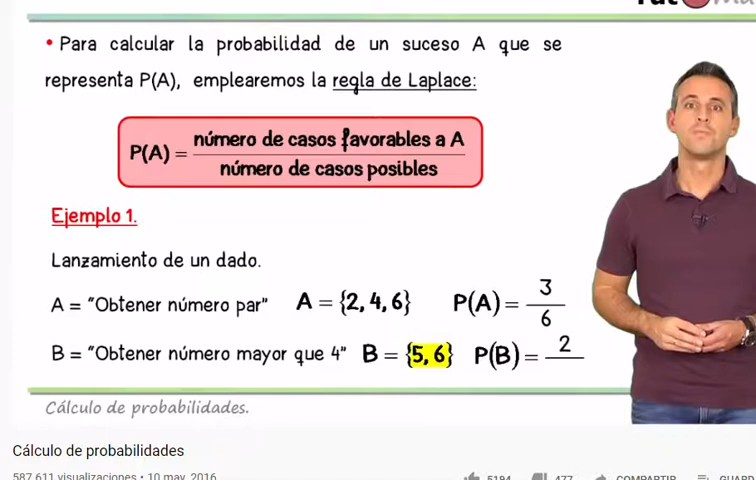 • Para calcular la probabilidad de un suceso A que se
representa P(A), emplearemos la regla de Laplace:
P(A) = número de casos favorables a A
número de casos posibles
Ejemplo 1.
Lanzamiento de un dado.
A = "Obtener número par" A = {2, 4, 6} P(A) = 3
6
B = "Obtener número mayor que 4" B = {5, 6} P(B) = 2
Cálculo de probabilidades.
Cálculo de probabilidades
587.611 visualizaciones • 10 may. 2016 5194 477 COMPARTIR GUARD